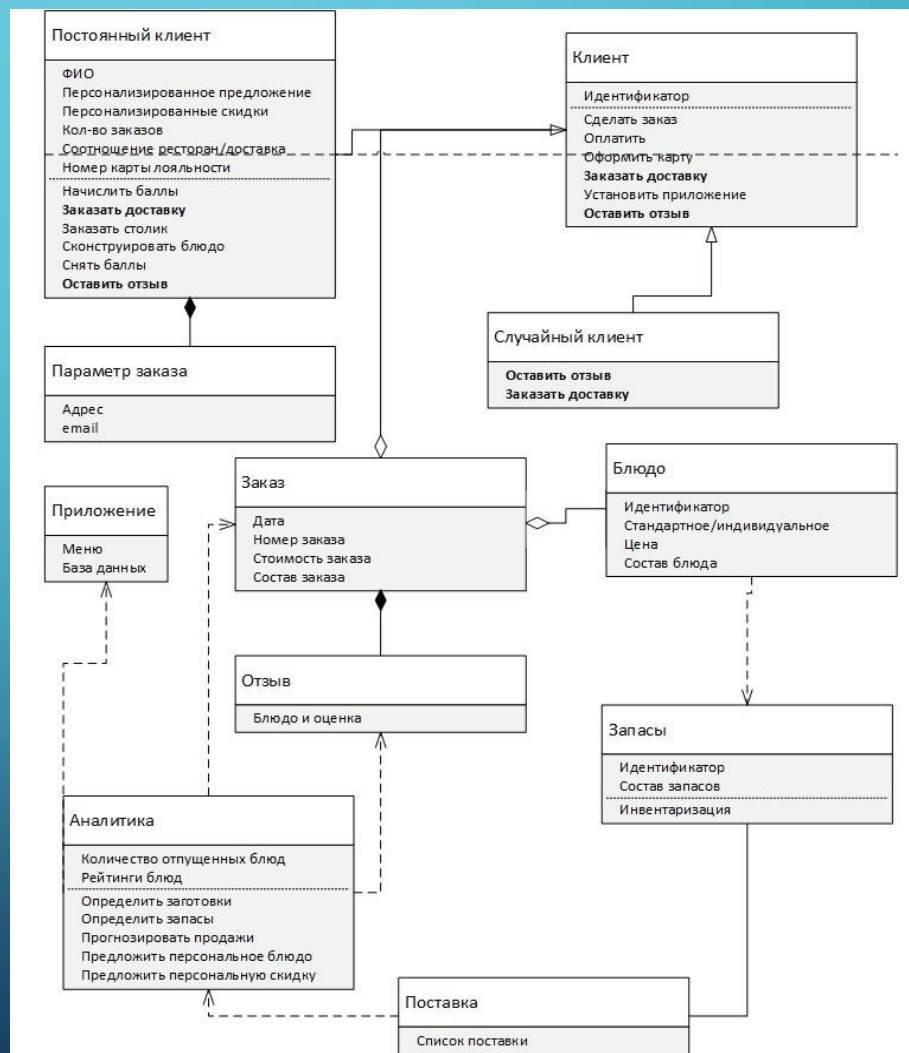 Постоянный клиент
ФИО
Персонализированное предложение
Персонализированные скидки
Кол-во заказов
Соотношение ресторан/доставка
Номер карты лояльности
Начислить баллы
Заказать доставку
Заказать столик
Сконструировать блюдо
Снять баллы
Оставить отзыв
Клиент
Идентификатор
Сделать заказ
Оплатить
Оформить карту
Заказать доставку
Установить приложение
Оставить отзыв
Случайный клиент
Оставить отзыв
Заказать доставку
Параметр заказа
Адрес
email
Заказ
Дата
Номер заказа
Стоимость заказа
Состав заказа
Блюдо
Идентификатор
Стандартное/индивидуальное
Цена
Состав блюда
Приложение
Меню
База данных
Отзыв
Блюдо и оценка
Запасы
Идентификатор
Состав запасов
Инвентаризация
Аналитика
Количество отпущенных блюд
Рейтинги блюд
Определить заготовки
Определить запасы
Прогнозировать продажи
Предложить персональное блюдо
Предложить персональную скидку
Поставка
Список поставки